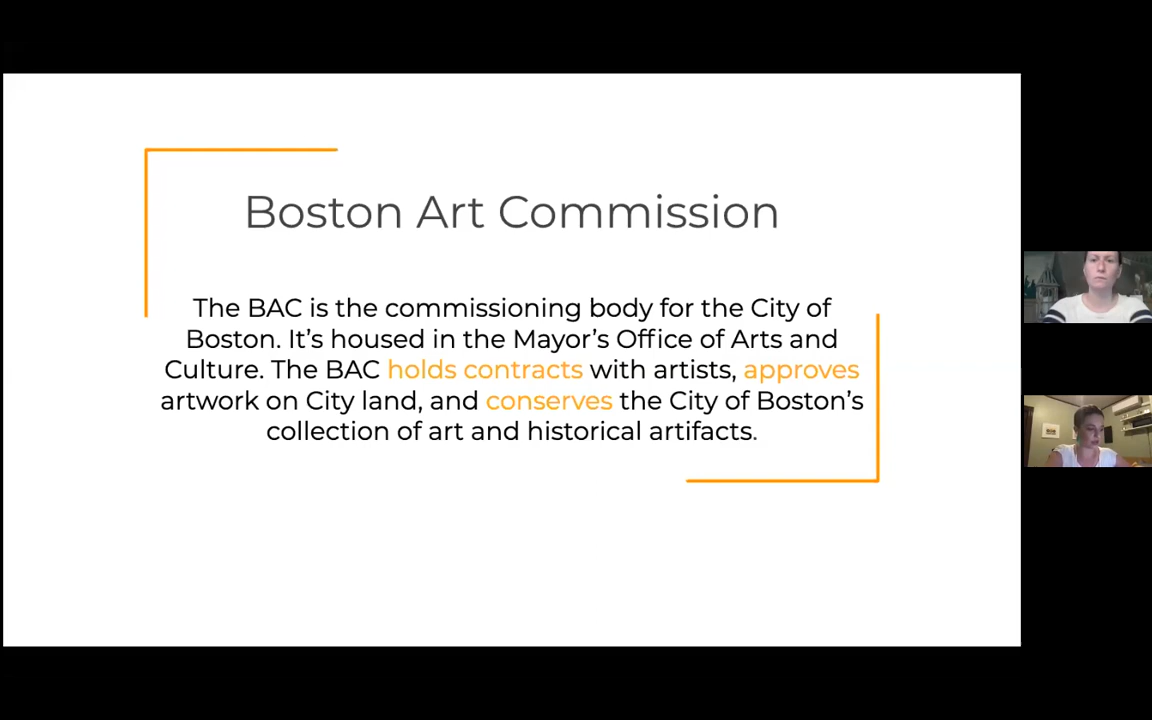 Boston Art Commission
The BAC is the commissioning body for the City of
Boston. It’s housed in the Mayor’s Office of Arts and
Culture. The BAC holds contracts with artists, approves
artwork on City land, and conserves the City of Boston’s
collection of art and historical artifacts.